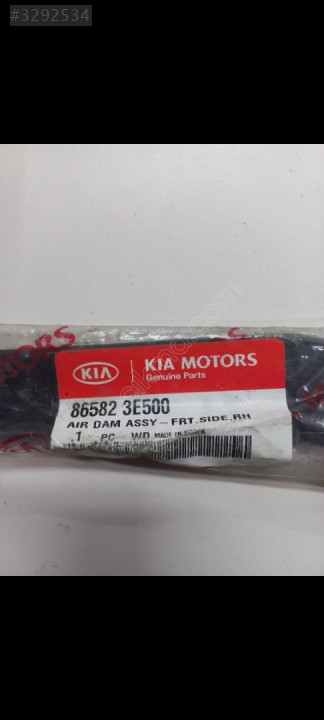 #3292534
MOTORS
KIA
KIA MOTORS
Genuine Parts
86582 3E500
AIR DAM ASSY-FRT.SIDE,RH
1 PC WD MADE IN KOREA